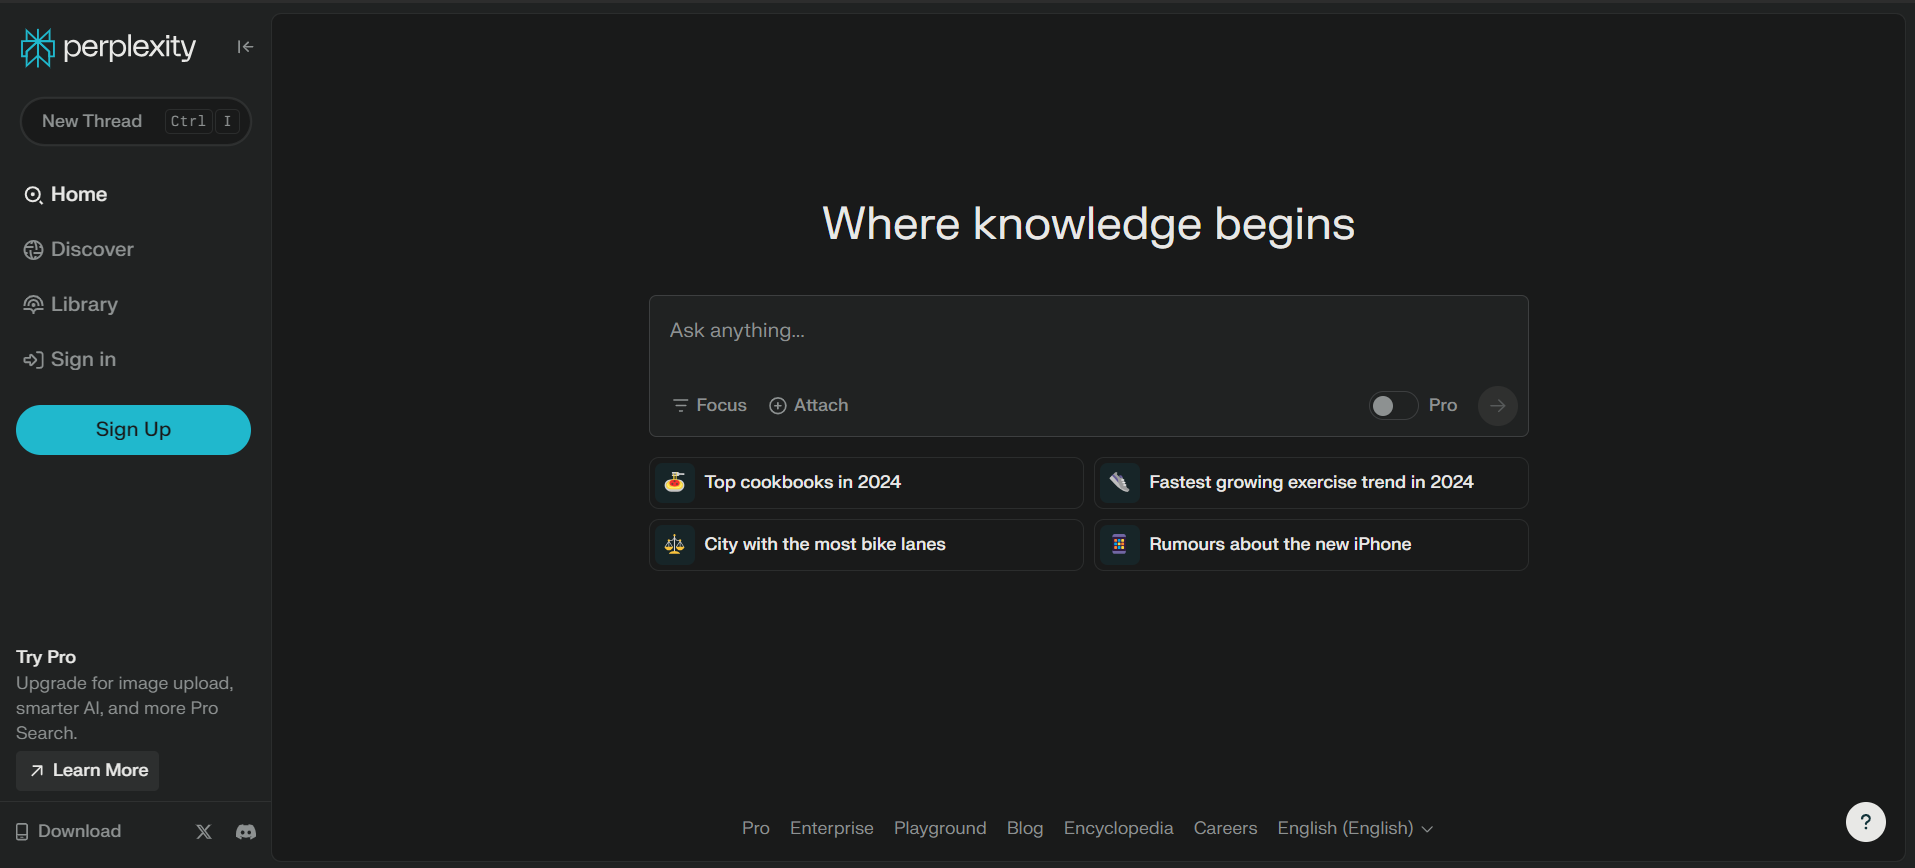 perplexity
New Thread Ctrl I
Home
Discover
Library
Sign in
Sign Up
Try Pro
Upgrade for image upload,
smarter AI, and more Pro
Search.
Learn More
Download
Where knowledge begins
Ask anything...
Focus Attach Pro
Top cookbooks in 2024
Fastest growing exercise trend in 2024
City with the most bike lanes
Rumours about the new iPhone
Pro Enterprise Playground Blog Encyclopedia Careers English (English)
?